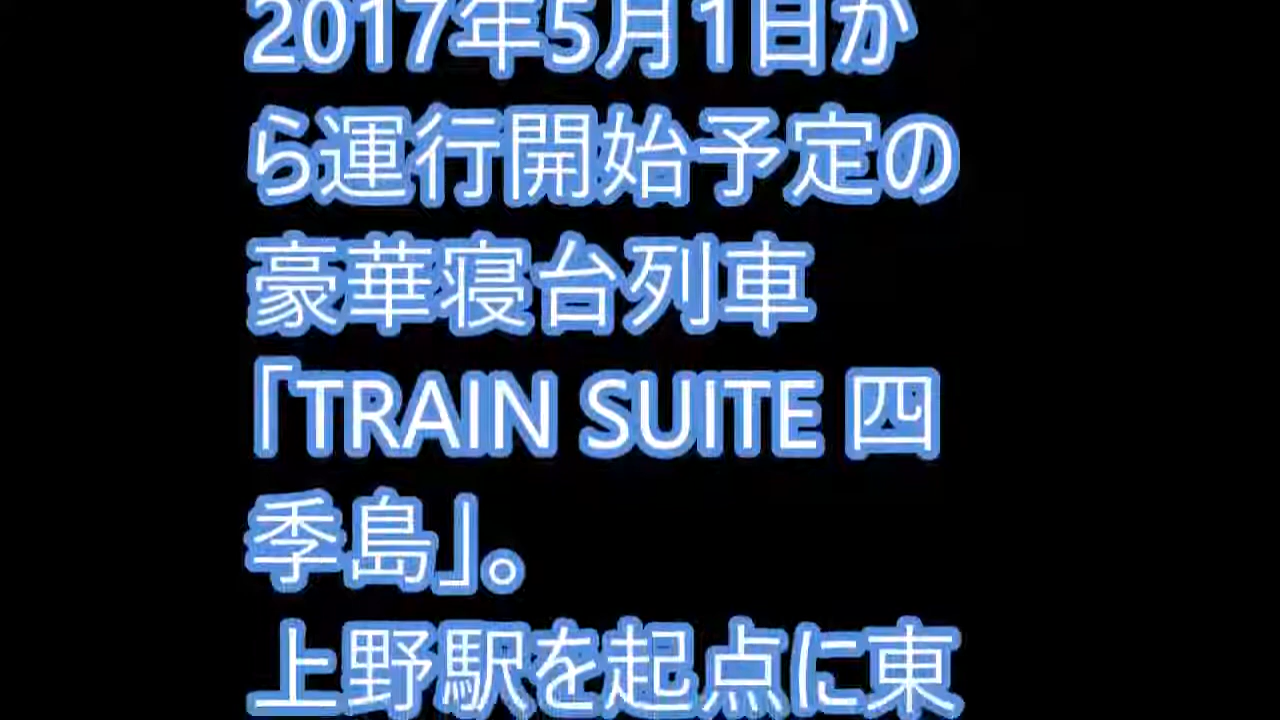 2017年5月1日か
ら運行開始予定の
豪華寝台列車
「TRAIN SUITE 四
季島」。
上野駅を起点に東